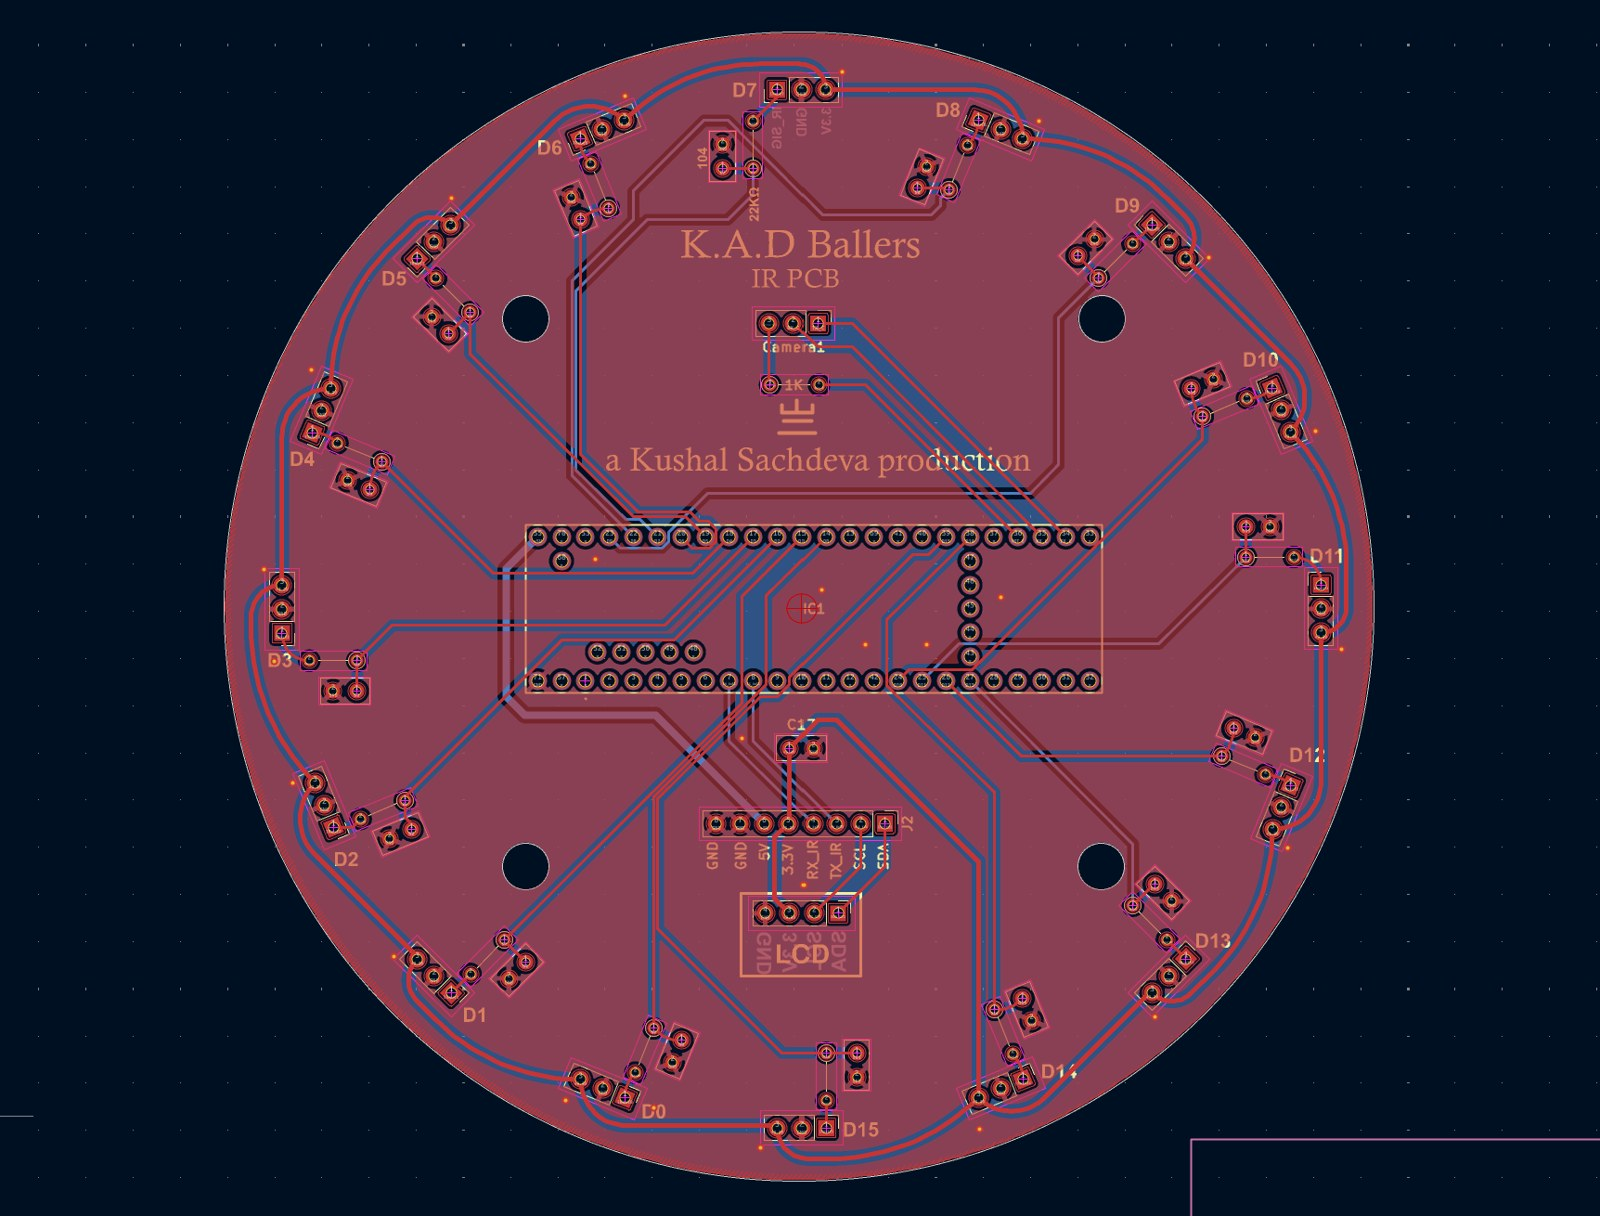 D7
D8
D6
IR_SIG
GND
3.3V
104
22KΩ
D9
K.A.D Ballers
IR PCB
D5
Camera1
D10
1K
D4
a Kushal Sachdeva production
D11
IC1
D3
C17
D12
J2
GND
GND
5V
3.3V
RX_IR
TX_IR
SCL
SDA
D2
GND
SDA
LCD
D13
D1
D14
D0
D15